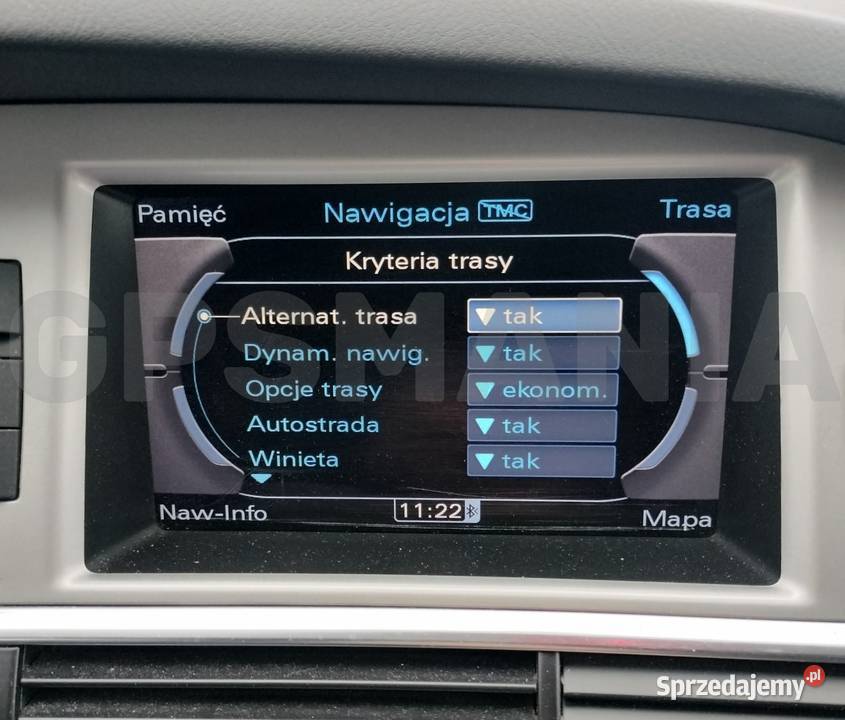 Pamięć Nawigacja TMC Trasa
Kryteria trasy
Alternat. trasa tak
Dynam. nawig. tak
Opcje trasy ekonom.
Autostrada tak
Winieta tak
Naw-Info 11:22 Mapa
GPSMANIA
Sprzedajemy.pl